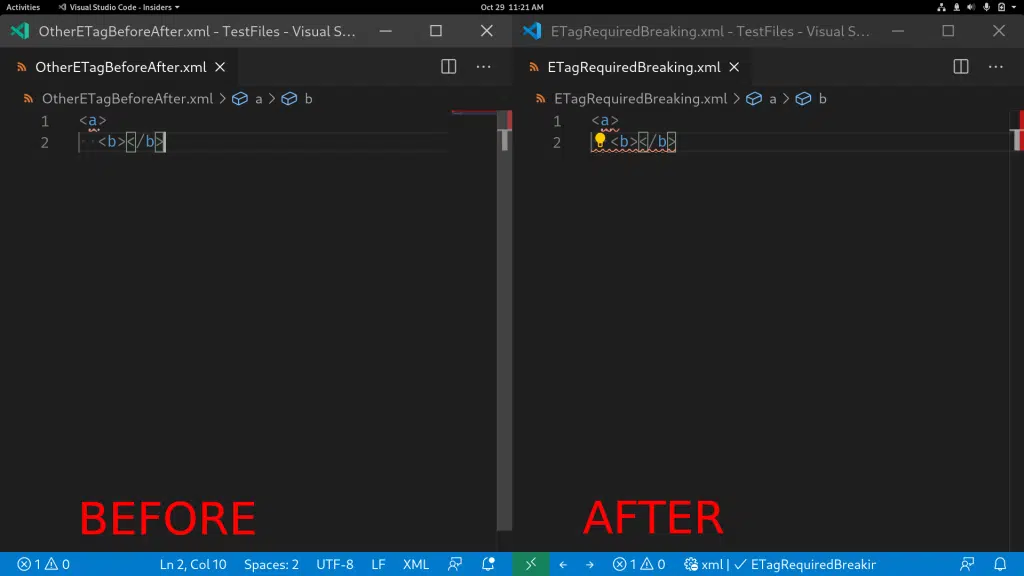 Activities Visual Studio Code - Insiders Oct 29 11:21 AM
OtherETagBeforeAfter.xml - TestFiles - Visual S...
OtherETagBeforeAfter.xml
OtherETagBeforeAfter.xml > a > b
1 <a>
2 <b></b>
BEFORE
1 0 Ln 2, Col 10 Spaces: 2 UTF-8 LF XML
ETagRequiredBreaking.xml - TestFiles - Visual S...
ETagRequiredBreaking.xml
ETagRequiredBreaking.xml > a > b
1 <a>
2 <b></b>
AFTER
1 0 xml | ETagRequiredBreakir